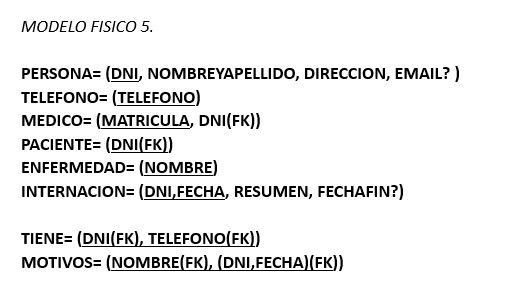 MODELO FISICO 5.
PERSONA= (DNI, NOMBREYAPELLIDO, DIRECCION, EMAIL? )
TELEFONO= (TELEFONO)
MEDICO= (MATRICULA, DNI(FK))
PACIENTE= (DNI(FK))
ENFERMEDAD= (NOMBRE)
INTERNACION= (DNI,FECHA, RESUMEN, FECHAFIN?)
TIENE= (DNI(FK), TELEFONO(FK))
MOTIVOS= (NOMBRE(FK), (DNI,FECHA)(FK))